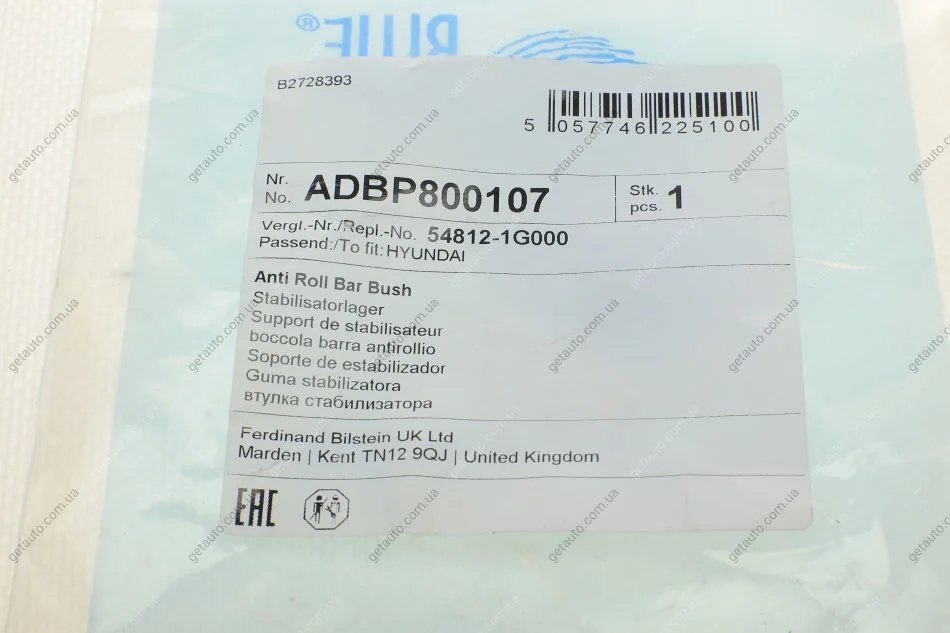 BLUE®
B2728393
5 057746 225100
Nr. No. ADBP800107 Stk. pcs. 1
Vergl.-Nr./Repl.-No. 54812-1G000
Passend:/To fit: HYUNDAI
Anti Roll Bar Bush
Stabilisatorlager
Support de stabilisateur
boccola barra antirollio
Soporte de estabilizador
Guma stabilizatora
втулка стабилизатора
Ferdinand Bilstein UK Ltd
Marden | Kent TN12 9QJ | United Kingdom
EAC
getauto.com.ua